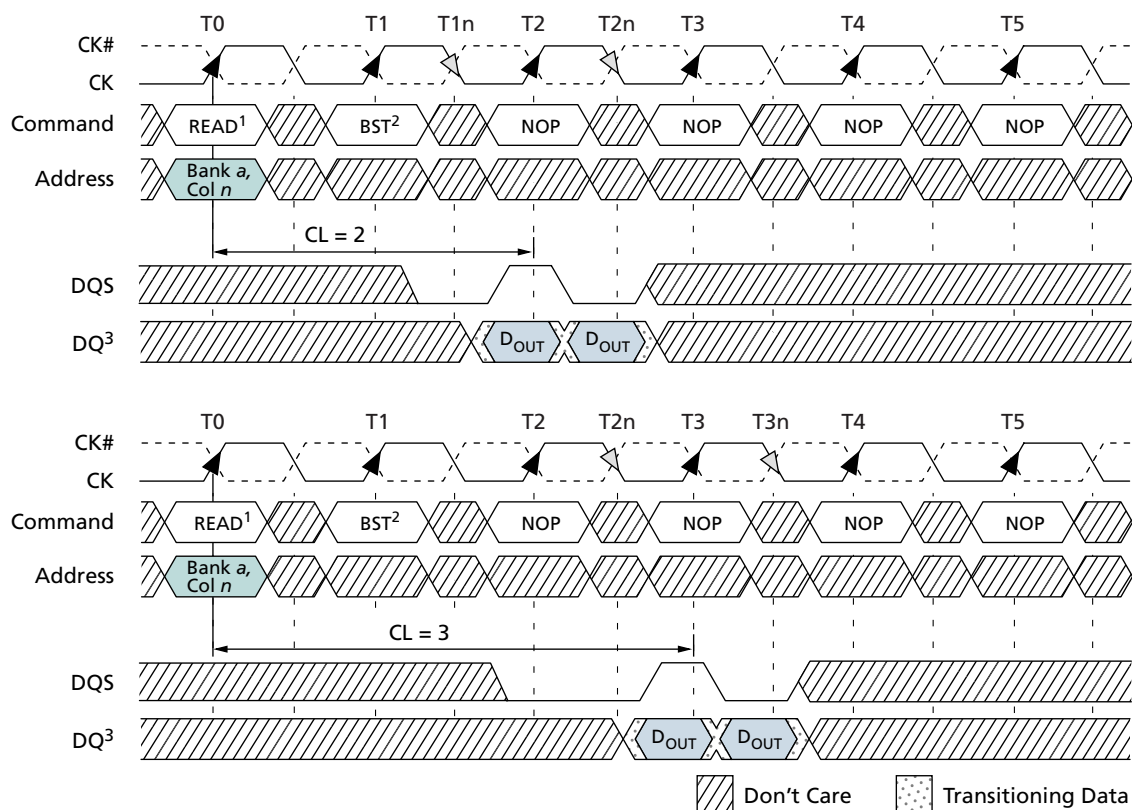 T0 T1 T1n T2 T2n T3 T4 T5
CK#
CK
Command READ¹ BST² NOP NOP NOP NOP
Address Bank a,
Col n
CL = 2
DQS
DQ³ DOUT DOUT
T0 T1 T2 T2n T3 T3n T4 T5
CK#
CK
Command READ¹ BST² NOP NOP NOP NOP
Address Bank a,
Col n
CL = 3
DQS
DQ³ DOUT DOUT
Don't Care Transitioning Data